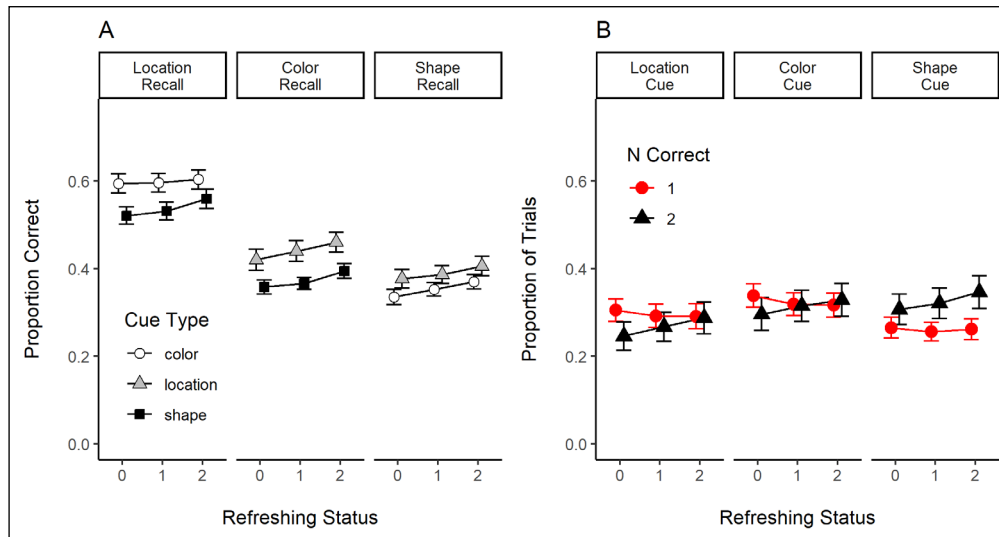 A
Location
Recall
Color
Recall
Shape
Recall
Proportion Correct
0.6
0.4
0.2
0.0
Cue Type
color
location
shape
0 1 2
0 1 2
0 1 2
Refreshing Status
B
Location
Cue
Color
Cue
Shape
Cue
Proportion of Trials
0.6
0.4
0.2
0.0
N Correct
1
2
0 1 2
0 1 2
0 1 2
Refreshing Status